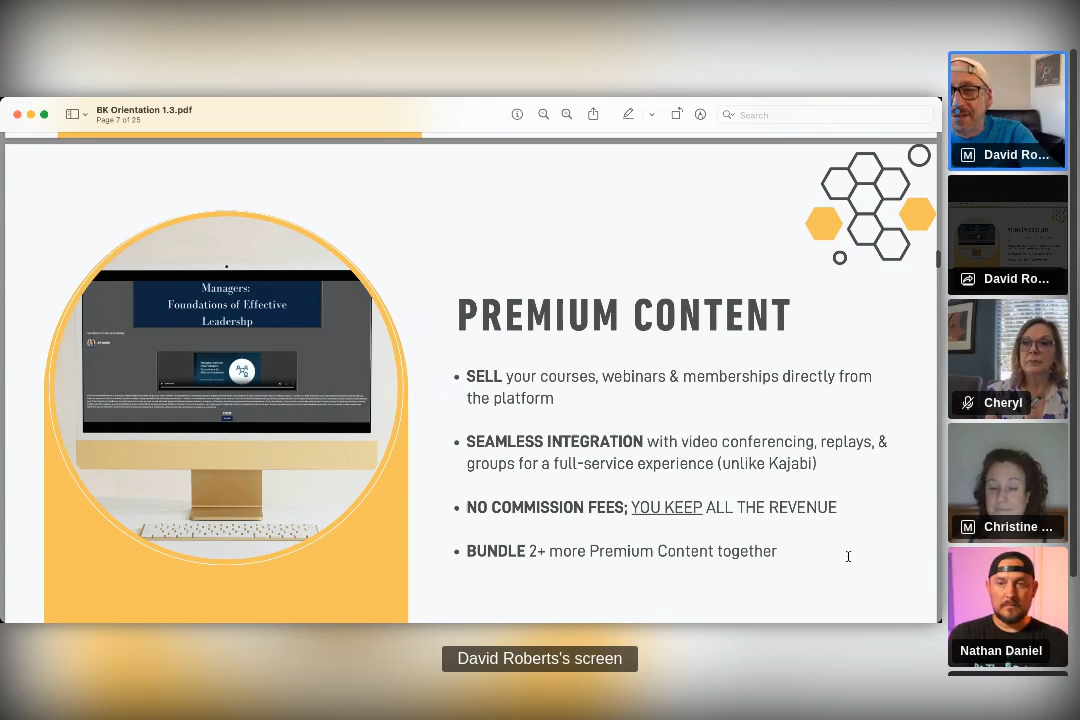 BK Orientation 1.3.pdf
Page 7 of 25
Search
Managers:
Foundations of Effective
Leadership
PREMIUM CONTENT
• SELL your courses, webinars & memberships directly from
the platform
• SEAMLESS INTEGRATION with video conferencing, replays, &
groups for a full-service experience (unlike Kajabi)
• NO COMMISSION FEES; YOU KEEP ALL THE REVENUE
• BUNDLE 2+ more Premium Content together
David Roberts's screen
M David Ro...
David Ro...
Cheryl
M Christine ...
Nathan Daniel